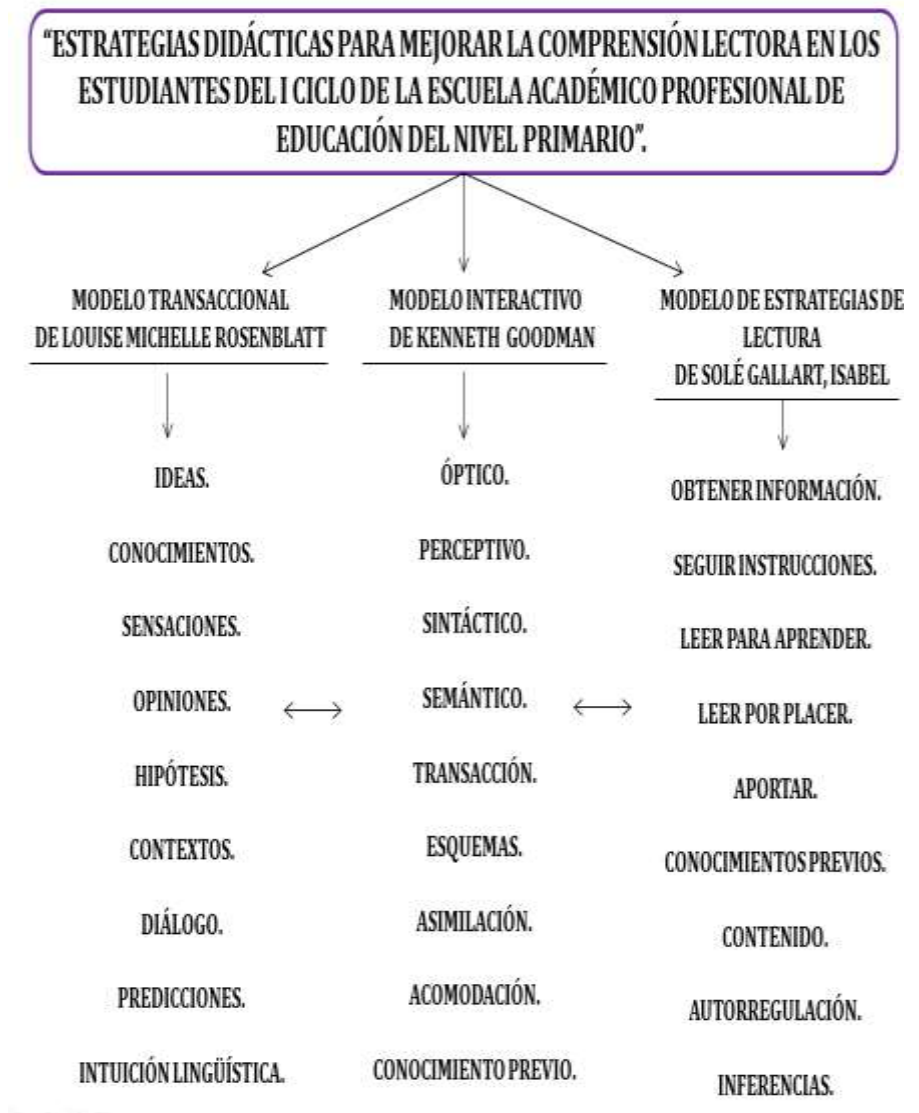 “ESTRATEGIAS DIDÁCTICAS PARA MEJORAR LA COMPRENSIÓN LECTORA EN LOS
ESTUDIANTES DEL I CICLO DE LA ESCUELA ACADÉMICO PROFESIONAL DE
EDUCACIÓN DEL NIVEL PRIMARIO”.
MODELO TRANSACCIONAL
DE LOUISE MICHELLE ROSENBLATT
IDEAS.
CONOCIMIENTOS.
SENSACIONES.
OPINIONES.
HIPÓTESIS.
CONTEXTOS.
DIÁLOGO.
PREDICCIONES.
INTUICIÓN LINGÜÍSTICA.
MODELO INTERACTIVO
DE KENNETH GOODMAN
ÓPTICO.
PERCEPTIVO.
SINTÁCTICO.
SEMÁNTICO.
TRANSACCIÓN.
ESQUEMAS.
ASIMILACIÓN.
ACOMODACIÓN.
CONOCIMIENTO PREVIO.
MODELO DE ESTRATEGIAS DE
LECTURA
DE SOLÉ GALLART, ISABEL
OBTENER INFORMACIÓN.
SEGUIR INSTRUCCIONES.
LEER PARA APRENDER.
LEER POR PLACER.
APORTAR.
CONOCIMIENTOS PREVIOS.
CONTENIDO.
AUTORREGULACIÓN.
INFERENCIAS.